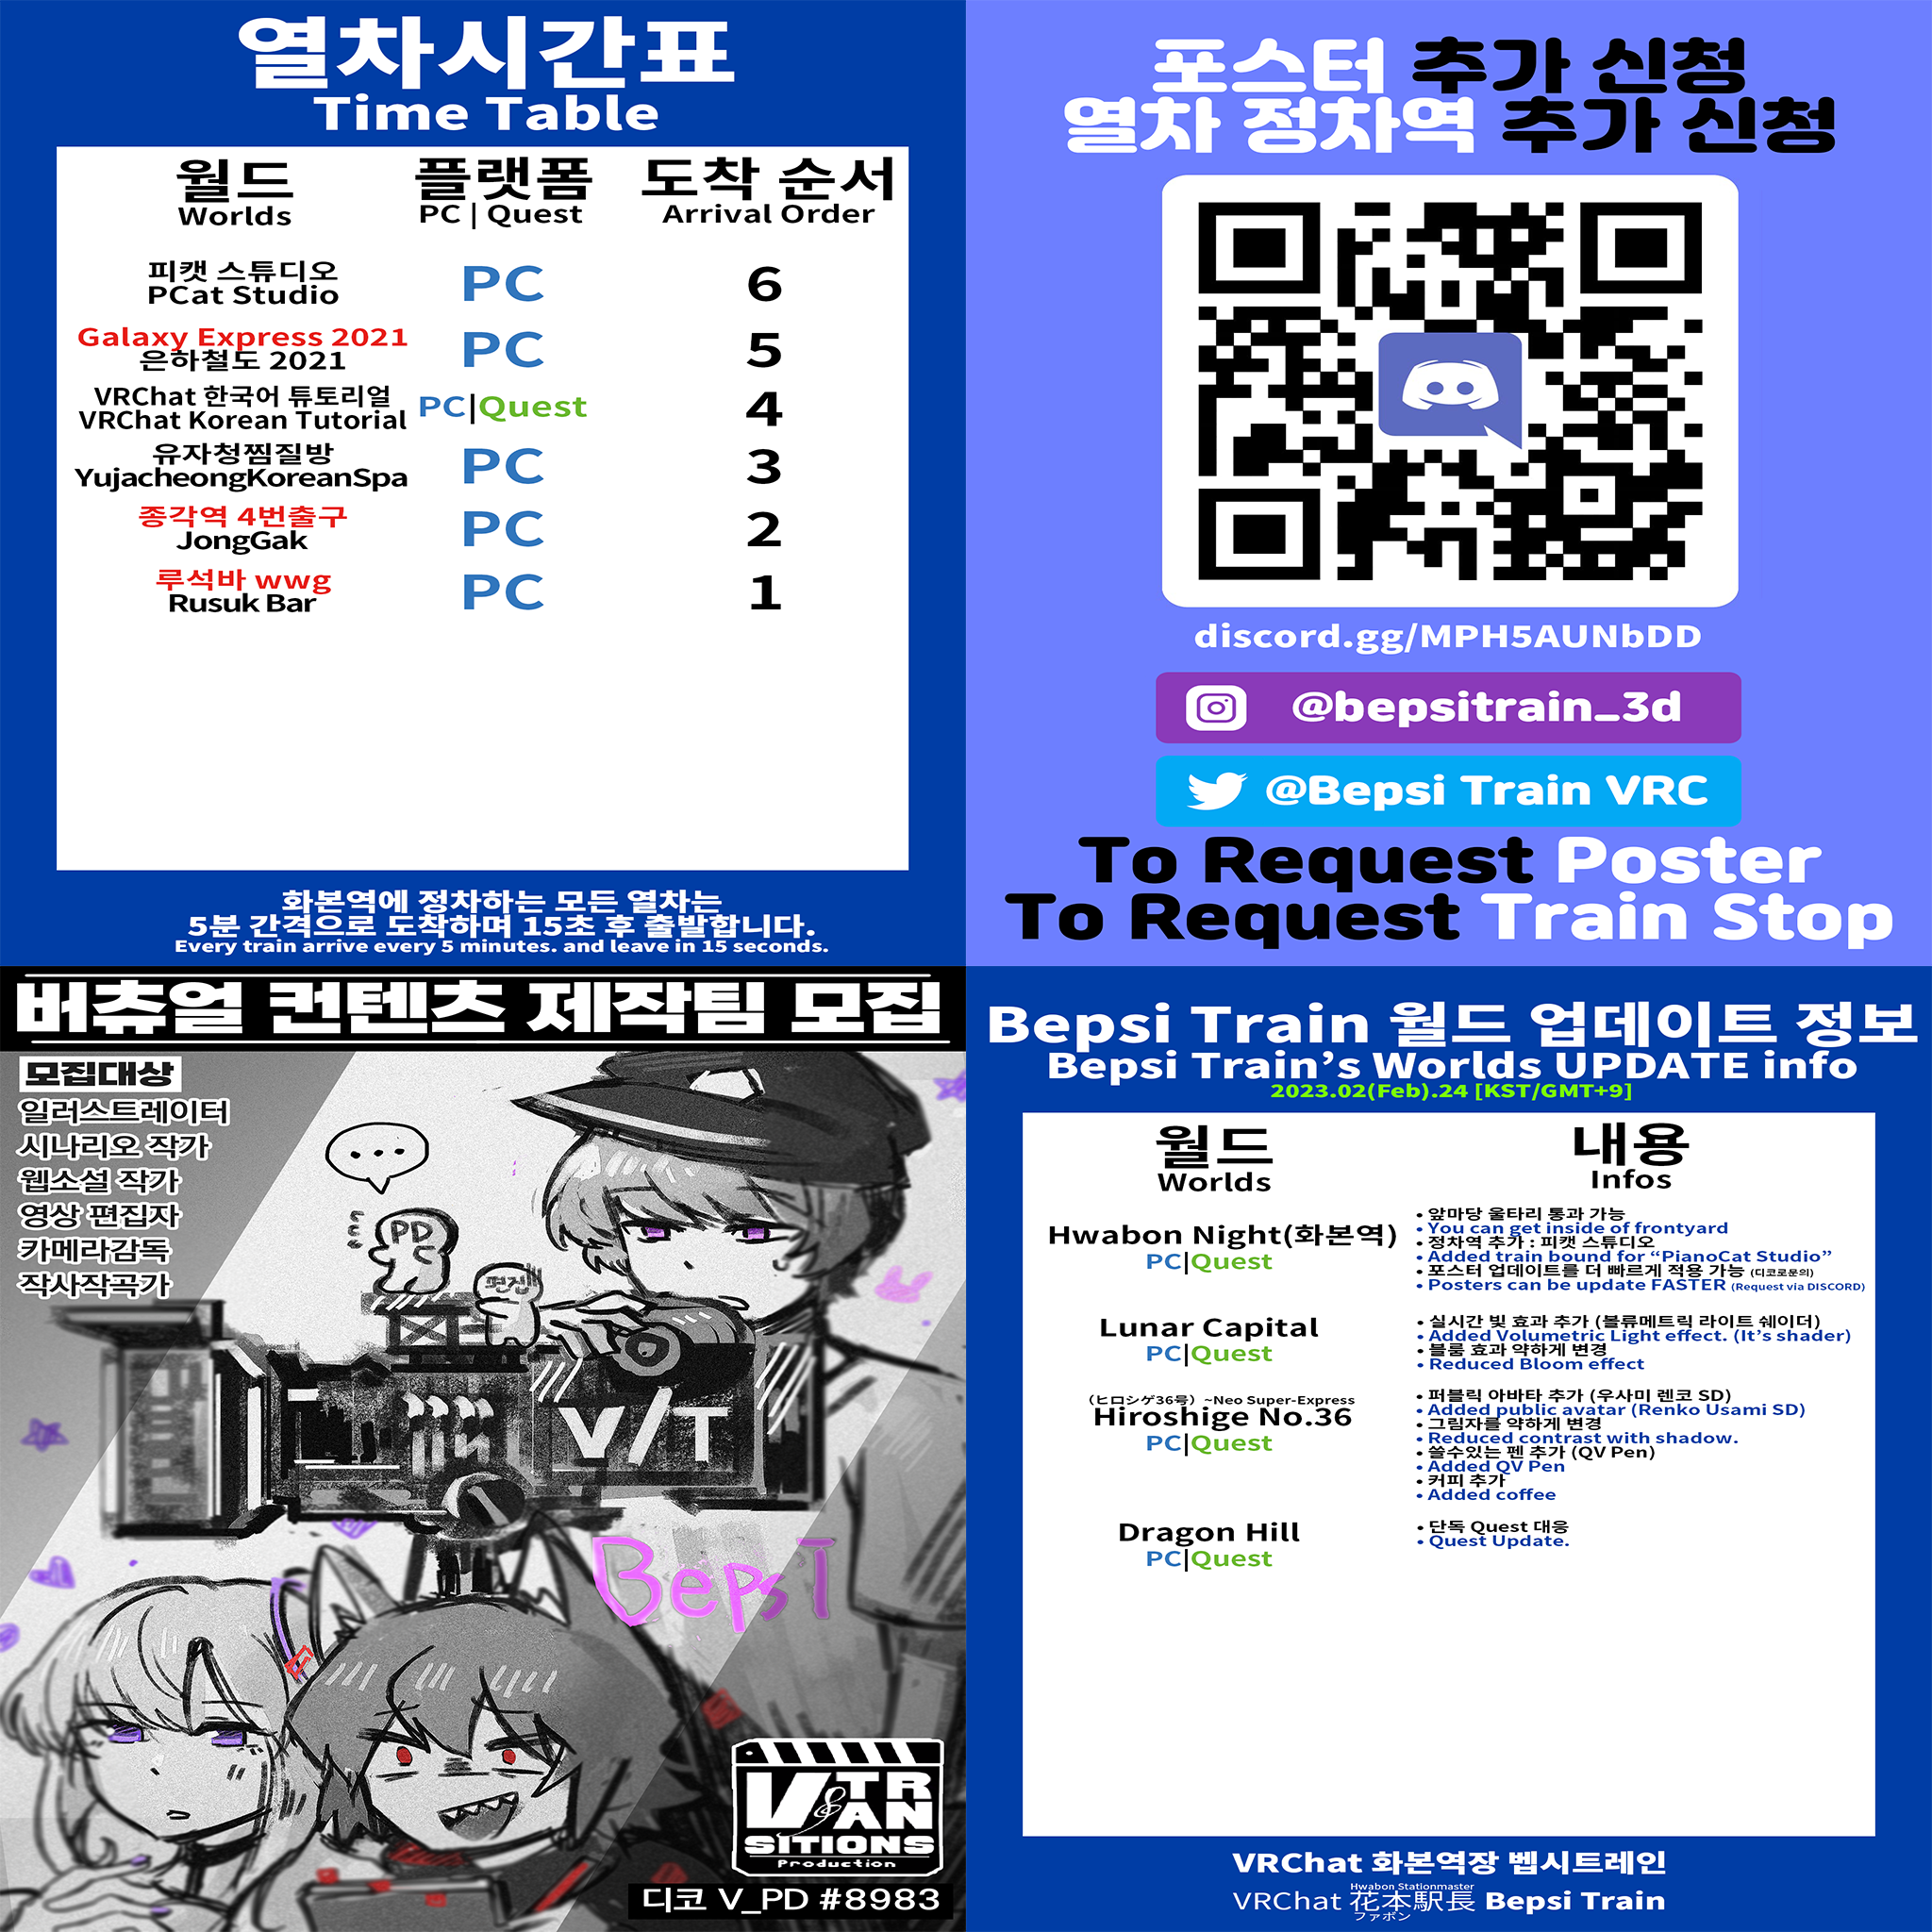 열차시간표
Time Table
월드 플랫폼 도착 순서
Worlds PC | Quest Arrival Order
피캣 스튜디오
PCat Studio
PC 6
Galaxy Express 2021
은하철도 2021
PC 5
VRChat 한국어 튜토리얼
VRChat Korean Tutorial
PC|Quest 4
유자청찜질방
YujacheongKoreanSpa
PC 3
종각역 4번출구
JongGak
PC 2
루석바 wwg
Rusuk Bar
PC 1
화본역에 정차하는 모든 열차는
5분 간격으로 도착하며 15초 후 출발합니다.
Every train arrive every 5 minutes. and leave in 15 seconds.
포스터 추가 신청
열차 정차역 추가 신청
discord.gg/MPH5AUNbDD
@bepsitrain_3d
@Bepsi Train VRC
To Request Poster
To Request Train Stop
버츄얼 컨텐츠 제작팀 모집
모집대상
일러스트레이터
시나리오 작가
웹소설 작가
영상 편집자
카메라감독
작사작곡가
...
PD
편진!!
V/T
BepsI
V&TRAN
SITIONS
Production
디코 V_PD #8983
Bepsi Train 월드 업데이트 정보
Bepsi Train's Worlds UPDATE info
2023.02(Feb).24 [KST/GMT+9]
월드 내용
Worlds Infos
Hwabon Night(화본역)
PC|Quest
• 앞마당 울타리 통과 가능
• You can get inside of frontyard
• 정차역 추가 : 피캣 스튜디오
• Added train bound for “PianoCat Studio”
• 포스터 업데이트를 더 빠르게 적용 가능 (디코로운의)
• Posters can be update FASTER (Request via DISCORD)
Lunar Capital
PC|Quest
• 실시간 빛 효과 추가 (볼류메트릭 라이트 쉐이더)
• Added Volumetric Light effect. (It's shader)
• 블룸 효과 약하게 변경
• Reduced Bloom effect
(ヒロシゲ36号) ~Neo Super-Express
Hiroshige No.36
PC|Quest
• 퍼블릭 아바타 추가 (우사미 렌코 SD)
• Added public avatar (Renko Usami SD)
• 그림자를 약하게 변경
• Reduced contrast with shadow.
• 쓸수있는 펜 추가 (QV Pen)
• Added QV Pen
• 커피 추가
• Added coffee
Dragon Hill
PC|Quest
• 단독 Quest 대응
• Quest Update.
VRChat 화본역장 벱시트레인
Hwabon Stationmaster
VRChat 花本駅長 Bepsi Train
ファボン